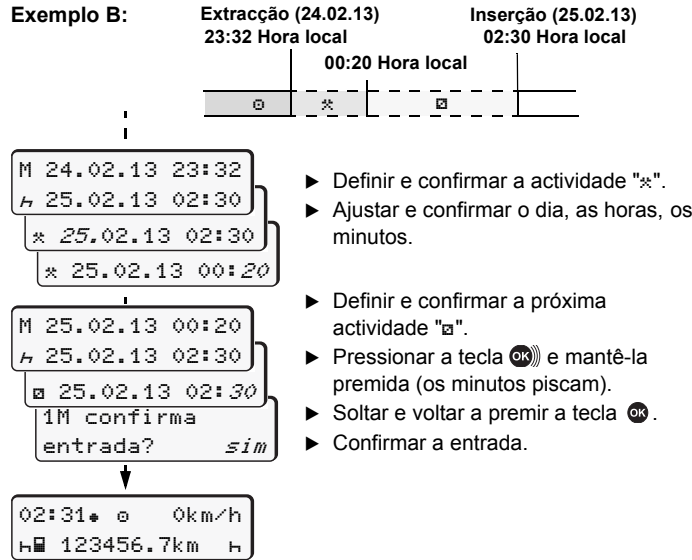 Exemplo B:
Extracção (24.02.13)
23:32 Hora local
Inserção (25.02.13)
02:30 Hora local
00:20 Hora local
M 24.02.13 23:32
25.02.13 02:30
25.02.13 02:30
25.02.13 00:20
► Definir e confirmar a actividade "⚒".
► Ajustar e confirmar o dia, as horas, os
minutos.
M 25.02.13 00:20
25.02.13 02:30
25.02.13 02:30
1M confirma
entrada? sim
► Definir e confirmar a próxima
actividade "".
► Pressionar a tecla OK e mantê-la
premida (os minutos piscam).
► Soltar e voltar a premir a tecla OK.
► Confirmar a entrada.
02:31 0km/h
123456.7km